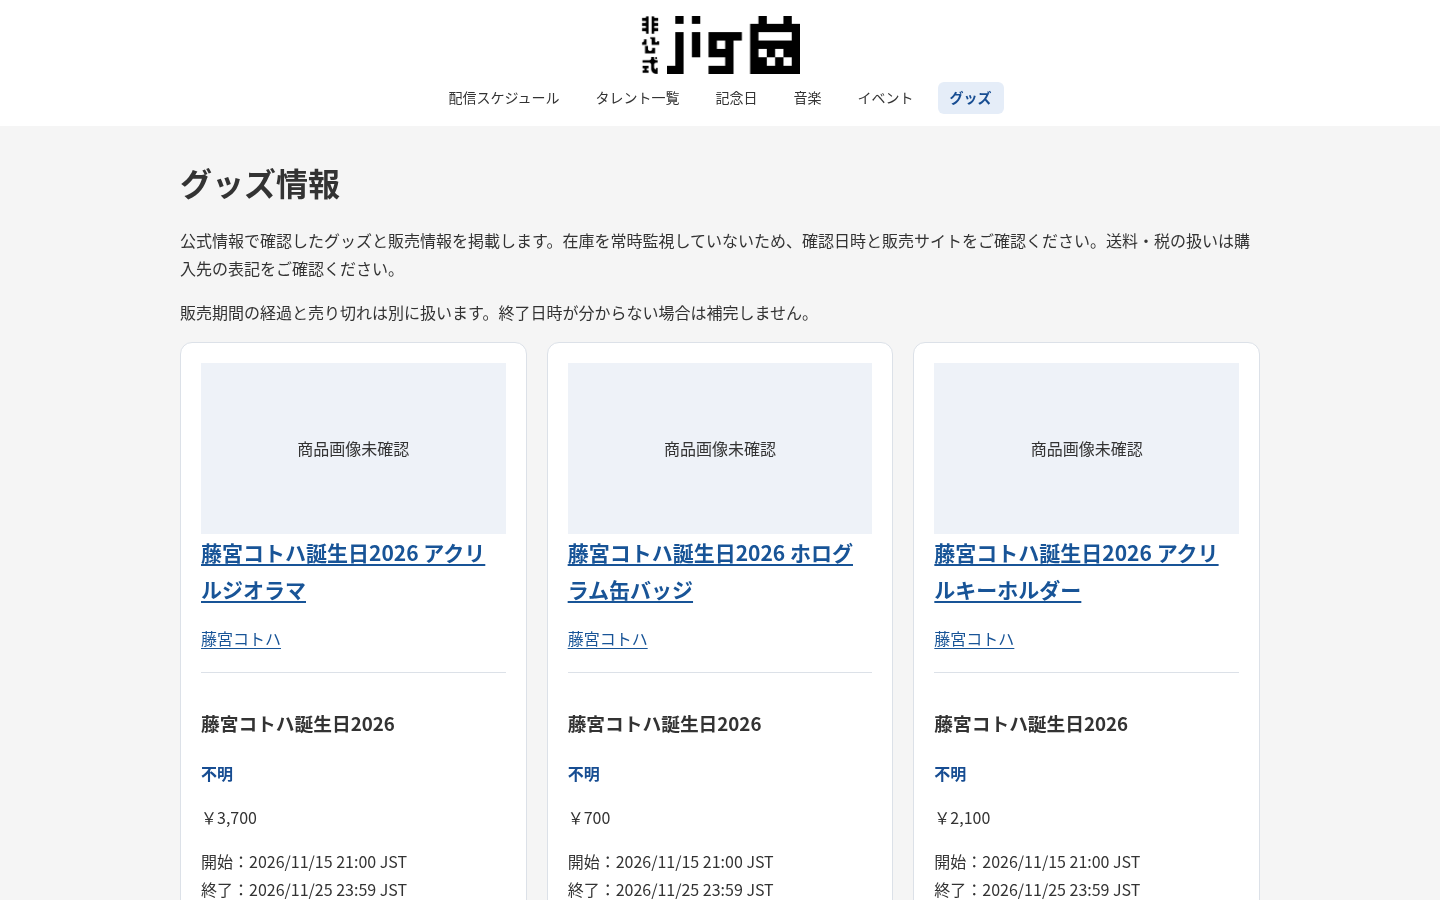 非公式 jig
配信スケジュール タレント一覧 記念日 音楽 イベント グッズ
グッズ情報
公式情報で確認したグッズと販売情報を掲載します。在庫を常時監視していないため、確認日時と販売サイトをご確認ください。送料・税の扱いは購
入先の表記をご確認ください。
販売期間の経過と売り切れは別に扱います。終了日時が分からない場合は補完しません。
商品画像未確認 商品画像未確認 商品画像未確認
藤宮コトハ誕生日2026 アクリ
ルジオラマ
藤宮コトハ
藤宮コトハ誕生日2026
不明
￥3,700
開始：2026/11/15 21:00 JST
終了：2026/11/25 23:59 JST
藤宮コトハ誕生日2026 ホログ
ラム缶バッジ
藤宮コトハ
藤宮コトハ誕生日2026
不明
￥700
開始：2026/11/15 21:00 JST
終了：2026/11/25 23:59 JST
藤宮コトハ誕生日2026 アクリ
ルキーホルダー
藤宮コトハ
藤宮コトハ誕生日2026
不明
￥2,100
開始：2026/11/15 21:00 JST
終了：2026/11/25 23:59 JST